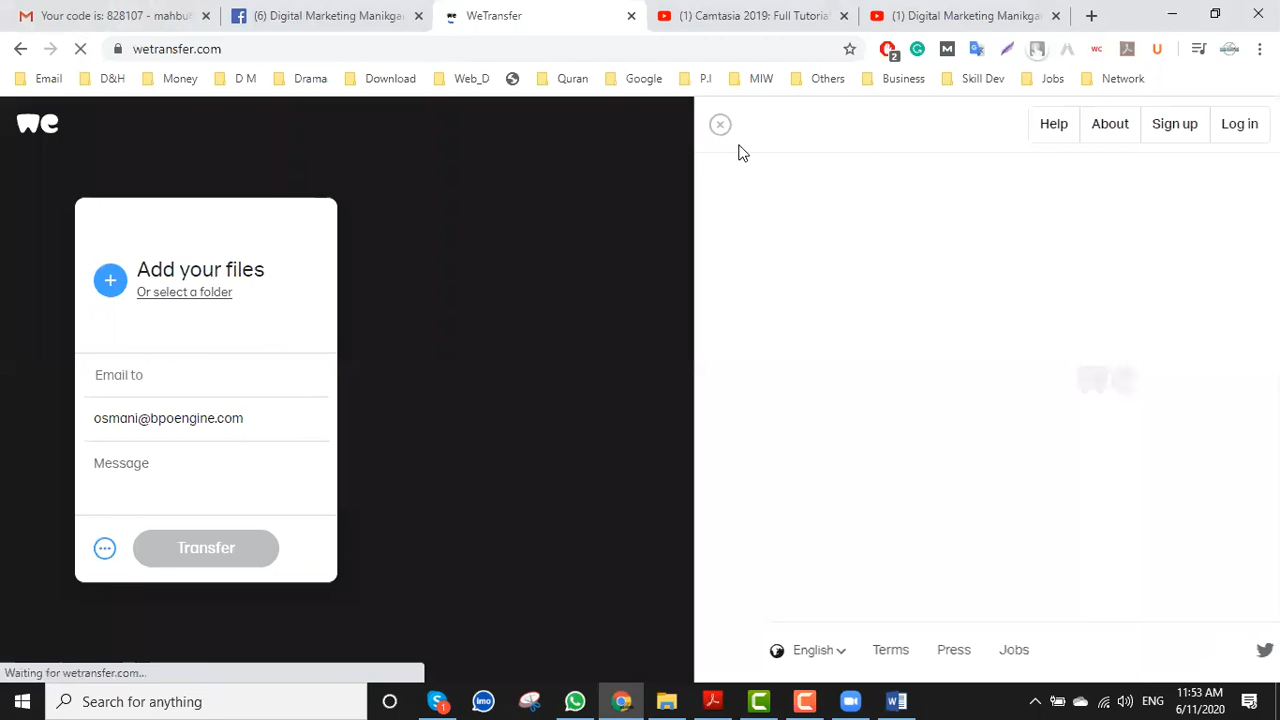 Your code is: 828107 - mahb
(6) Digital Marketing Manikga
WeTransfer
(1) Camtasia 2019: Full Tutoria
(1) Digital Marketing Manikga
wetransfer.com
2
M
WC
U
Email
D&H
Money
D M
Drama
Download
Web_D
Quran
Google
P.I
MIW
Others
Business
Skill Dev
Jobs
Network
we
Help
About
Sign up
Log in
Add your files
Or select a folder
Email to
osmani@bpoengine.com
Message
Transfer
English
Terms
Press
Jobs
Waiting for wetransfer.com...
Search for anything
ENG
11:53 AM
6/11/2020